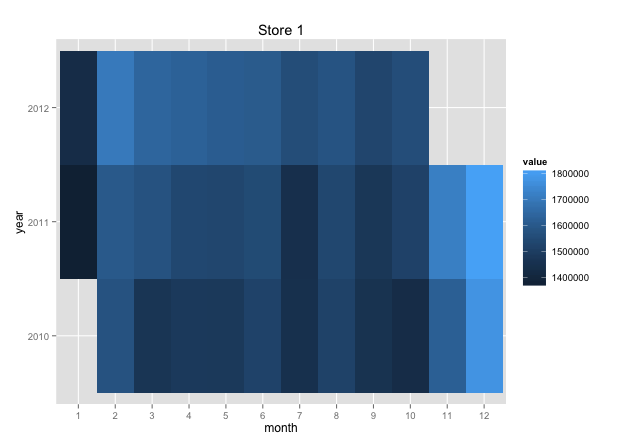 Store 1
year
2012
2011
2010
1 2 3 4 5 6 7 8 9 10 11 12
month
value
1800000
1700000
1600000
1500000
1400000